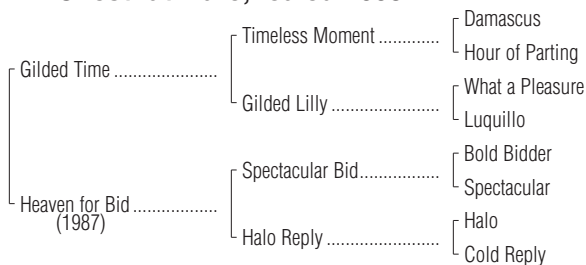 Damascus
Timeless Moment ............
Hour of Parting
Gilded Time .....................
What a Pleasure
Gilded Lilly ......................
Luquillo
Bold Bidder
Spectacular Bid................
Spectacular
Heaven for Bid .................
(1987)
Halo
Halo Reply .......................
Cold Reply